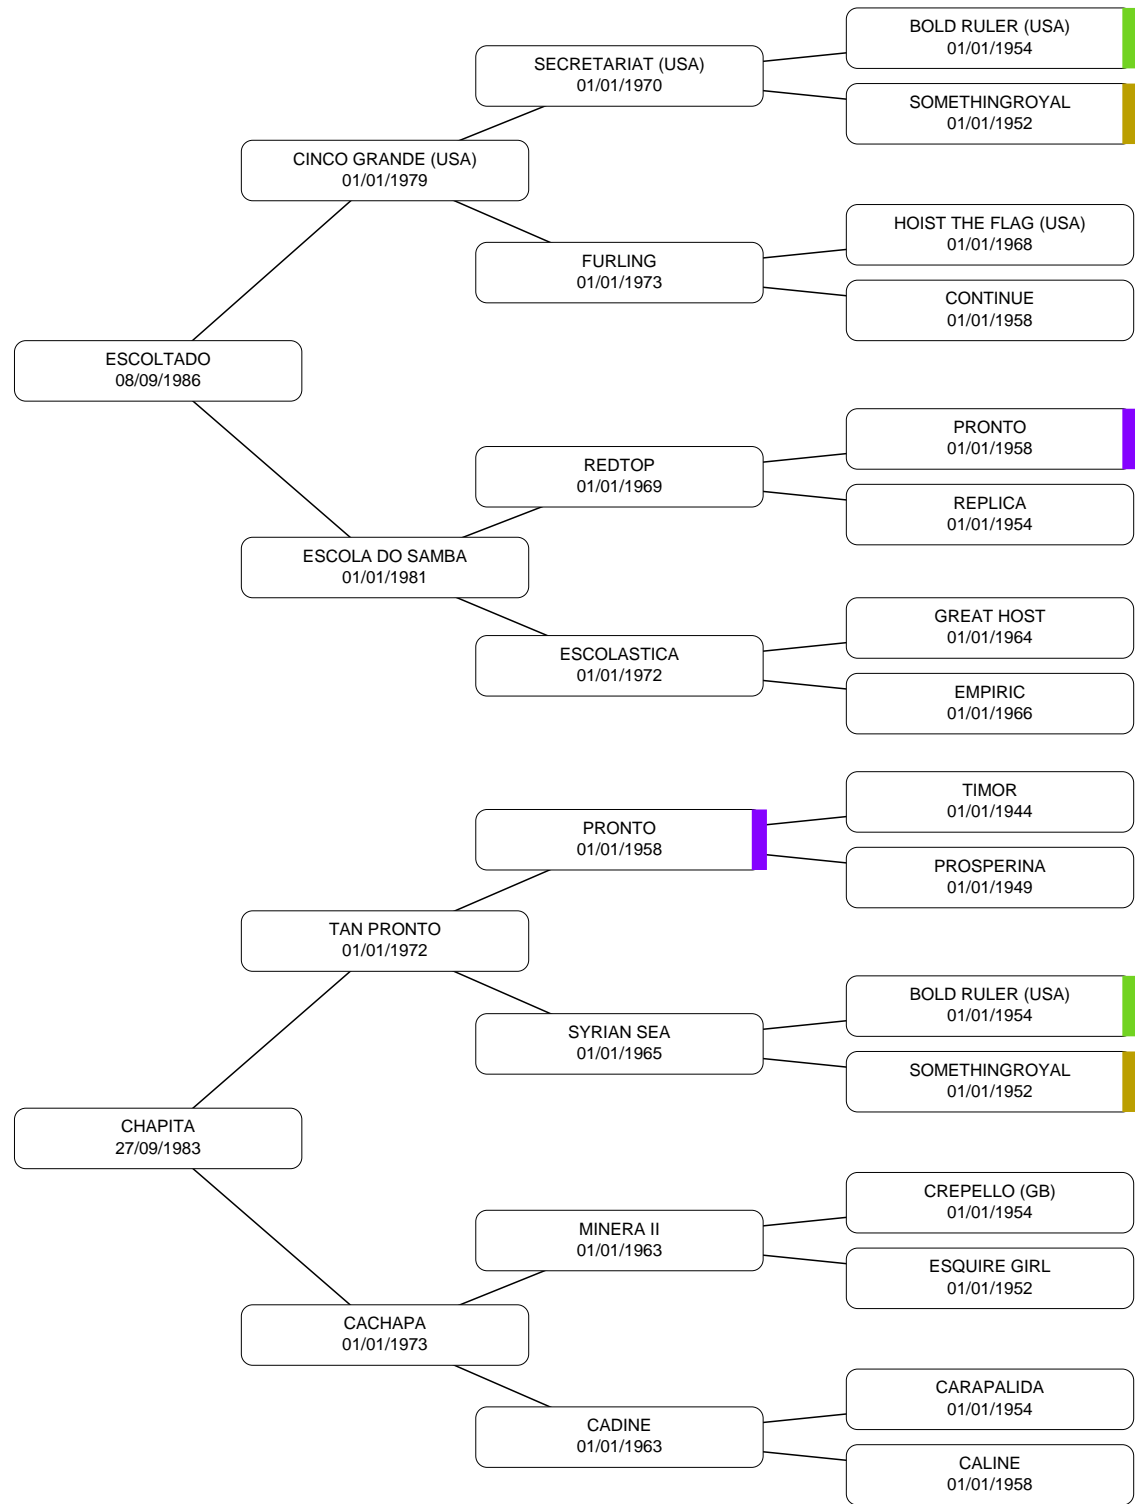 BOLD RULER (USA)
01/01/1954
SECRETARIAT (USA)
01/01/1970
SOMETHINGROYAL
01/01/1952
CINCO GRANDE (USA)
01/01/1979
HOIST THE FLAG (USA)
01/01/1968
FURLING
01/01/1973
CONTINUE
01/01/1958
ESCOLTADO
08/09/1986
PRONTO
01/01/1958
REDTOP
01/01/1969
REPLICA
01/01/1954
ESCOLA DO SAMBA
01/01/1981
GREAT HOST
01/01/1964
ESCOLASTICA
01/01/1972
EMPIRIC
01/01/1966
TIMOR
01/01/1944
PRONTO
01/01/1958
PROSPERINA
01/01/1949
TAN PRONTO
01/01/1972
BOLD RULER (USA)
01/01/1954
SYRIAN SEA
01/01/1965
SOMETHINGROYAL
01/01/1952
CHAPITA
27/09/1983
CREPELLO (GB)
01/01/1954
MINERA II
01/01/1963
ESQUIRE GIRL
01/01/1952
CACHAPA
01/01/1973
CARAPALIDA
01/01/1954
CADINE
01/01/1963
CALINE
01/01/1958